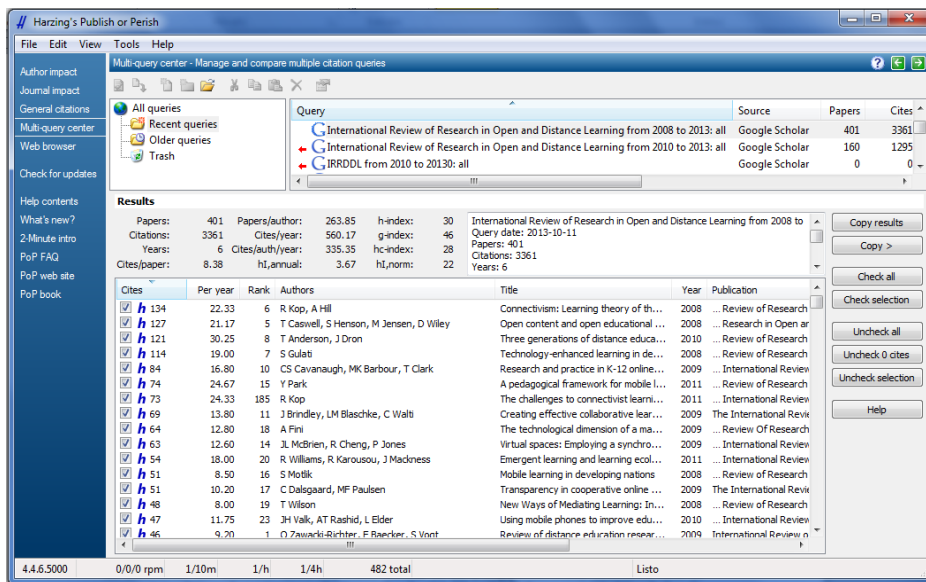 Harzing's Publish or Perish
File Edit View Tools Help
Author impact
Journal impact
General citations
Multi-query center
Web browser
Check for updates
Help contents
What's new?
2-Minute intro
PoP FAQ
PoP web site
PoP book
Multi-query center - Manage and compare multiple citation queries
All queries
Recent queries
Older queries
Trash
Query Source Papers Cites
International Review of Research in Open and Distance Learning from 2008 to 2013: all Google Scholar 401 3361
International Review of Research in Open and Distance Learning from 2010 to 2013: all Google Scholar 160 1295
IRRDDL from 2010 to 20130: all Google Scholar 0 0
Results
Papers: 401 Papers/author: 263.85 h-index: 30
Citations: 3361 Cites/year: 560.17 g-index: 46
Years: 6 Cites/auth/year: 335.35 hc-index: 28
Cites/paper: 8.38 hI,annual: 3.67 hI,norm: 22
International Review of Research in Open and Distance Learning from 2008 to
Query date: 2013-10-11
Papers: 401
Citations: 3361
Years: 6
Copy results
Copy >
Check all
Check selection
Uncheck all
Uncheck 0 cites
Uncheck selection
Help
Cites Per year Rank Authors Title Year Publication
h 134 22.33 6 R Kop, A Hill Connectivism: Learning theory of th... 2008 ... Review of Research
h 127 21.17 5 T Caswell, S Henson, M Jensen, D Wiley Open content and open educational ... 2008 ... Research in Open ar
h 121 30.25 8 T Anderson, J Dron Three generations of distance educa... 2010 ... Review of Research
h 114 19.00 7 S Gulati Technology-enhanced learning in de... 2008 ... Review of Research
h 84 16.80 10 CS Cavanaugh, MK Barbour, T Clark Research and practice in K-12 online... 2009 ... International Review
h 74 24.67 15 Y Park A pedagogical framework for mobile l... 2011 ... Review of Research
h 73 24.33 185 R Kop The challenges to connectivist learni... 2011 ... International Review
h 69 13.80 11 J Brindley, LM Blaschke, C Walti Creating effective collaborative lear... 2009 The International Revie
h 64 12.80 18 A Fini The technological dimension of a ma... 2009 ... Review Of Research
h 63 12.60 14 JL McBrien, R Cheng, P Jones Virtual spaces: Employing a synchro... 2009 ... International Review
h 54 18.00 20 R Williams, R Karousou, J Mackness Emergent learning and learning ecol... 2011 ... International Review
h 51 8.50 16 S Motlik Mobile learning in developing nations 2008 ... Review of Research
h 51 10.20 17 C Dalsgaard, MF Paulsen Transparency in cooperative online ... 2009 The International Revie
h 48 8.00 19 T Wilson New Ways of Mediating Learning: In... 2008 ... Review of Research
h 47 11.75 23 JH Valk, AT Rashid, L Elder Using mobile phones to improve edu... 2010 ... International Review
h 46 9.20 1 O Zawacki-Richter, E Baecker, S Vogt Review of distance education resear... 2009 International Review o
4.4.6.5000 0/0/0 rpm 1/10m 1/h 1/4h 482 total Listo